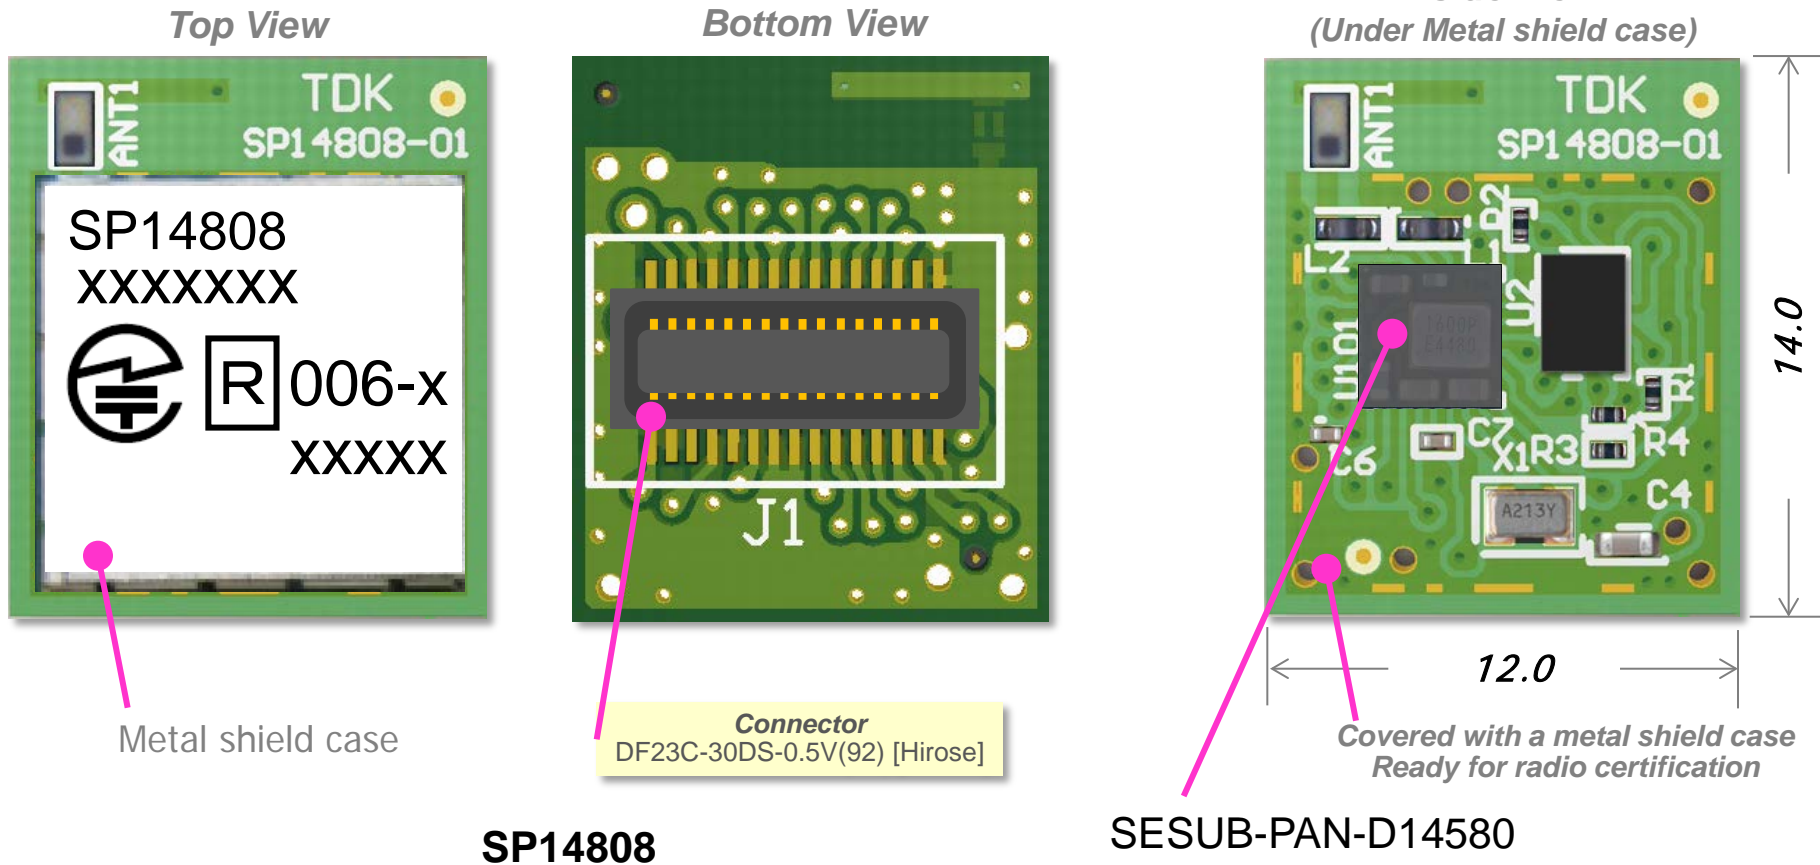 Top View
Bottom View
(Under Metal shield case)
ANT1
TDK
SP14808-01
SP14808
xxxxxxx
R 006-x
xxxxx
J1
ANT1
TDK
SP14808-01
R2
L2
L1
U2
U101
R1
C7
X1
R3
R4
C6
C4
A213Y
14.0
12.0
Metal shield case
Connector
DF23C-30DS-0.5V(92) [Hirose]
Covered with a metal shield case
Ready for radio certification
SP14808
SESUB-PAN-D14580